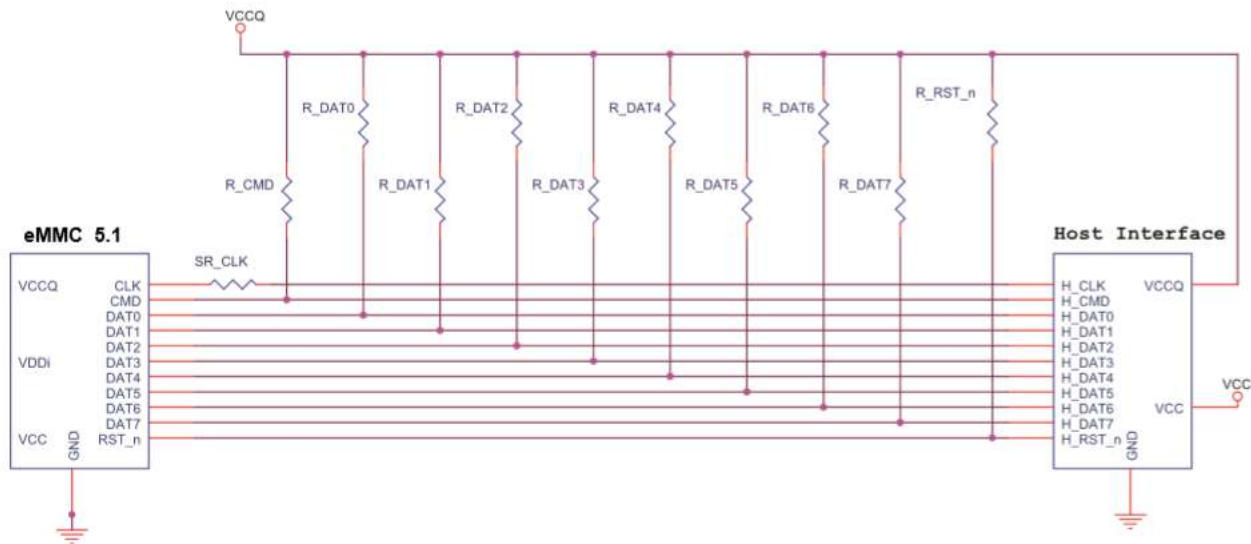 VCCQ
R_RST_n
R_DAT0
R_DAT2
R_DAT4
R_DAT6
R_CMD
R_DAT1
R_DAT3
R_DAT5
R_DAT7
eMMC 5.1
Host Interface
SR_CLK
VCCQ
CLK
CMD
DAT0
DAT1
DAT2
VDDi
DAT3
DAT4
DAT5
DAT6
DAT7
VCC
RST_n
GND
H_CLK
VCCQ
H_CMD
H_DAT0
H_DAT1
H_DAT2
H_DAT3
H_DAT4
H_DAT5
H_DAT6
VCC
H_DAT7
H_RST_n
GND
VCC